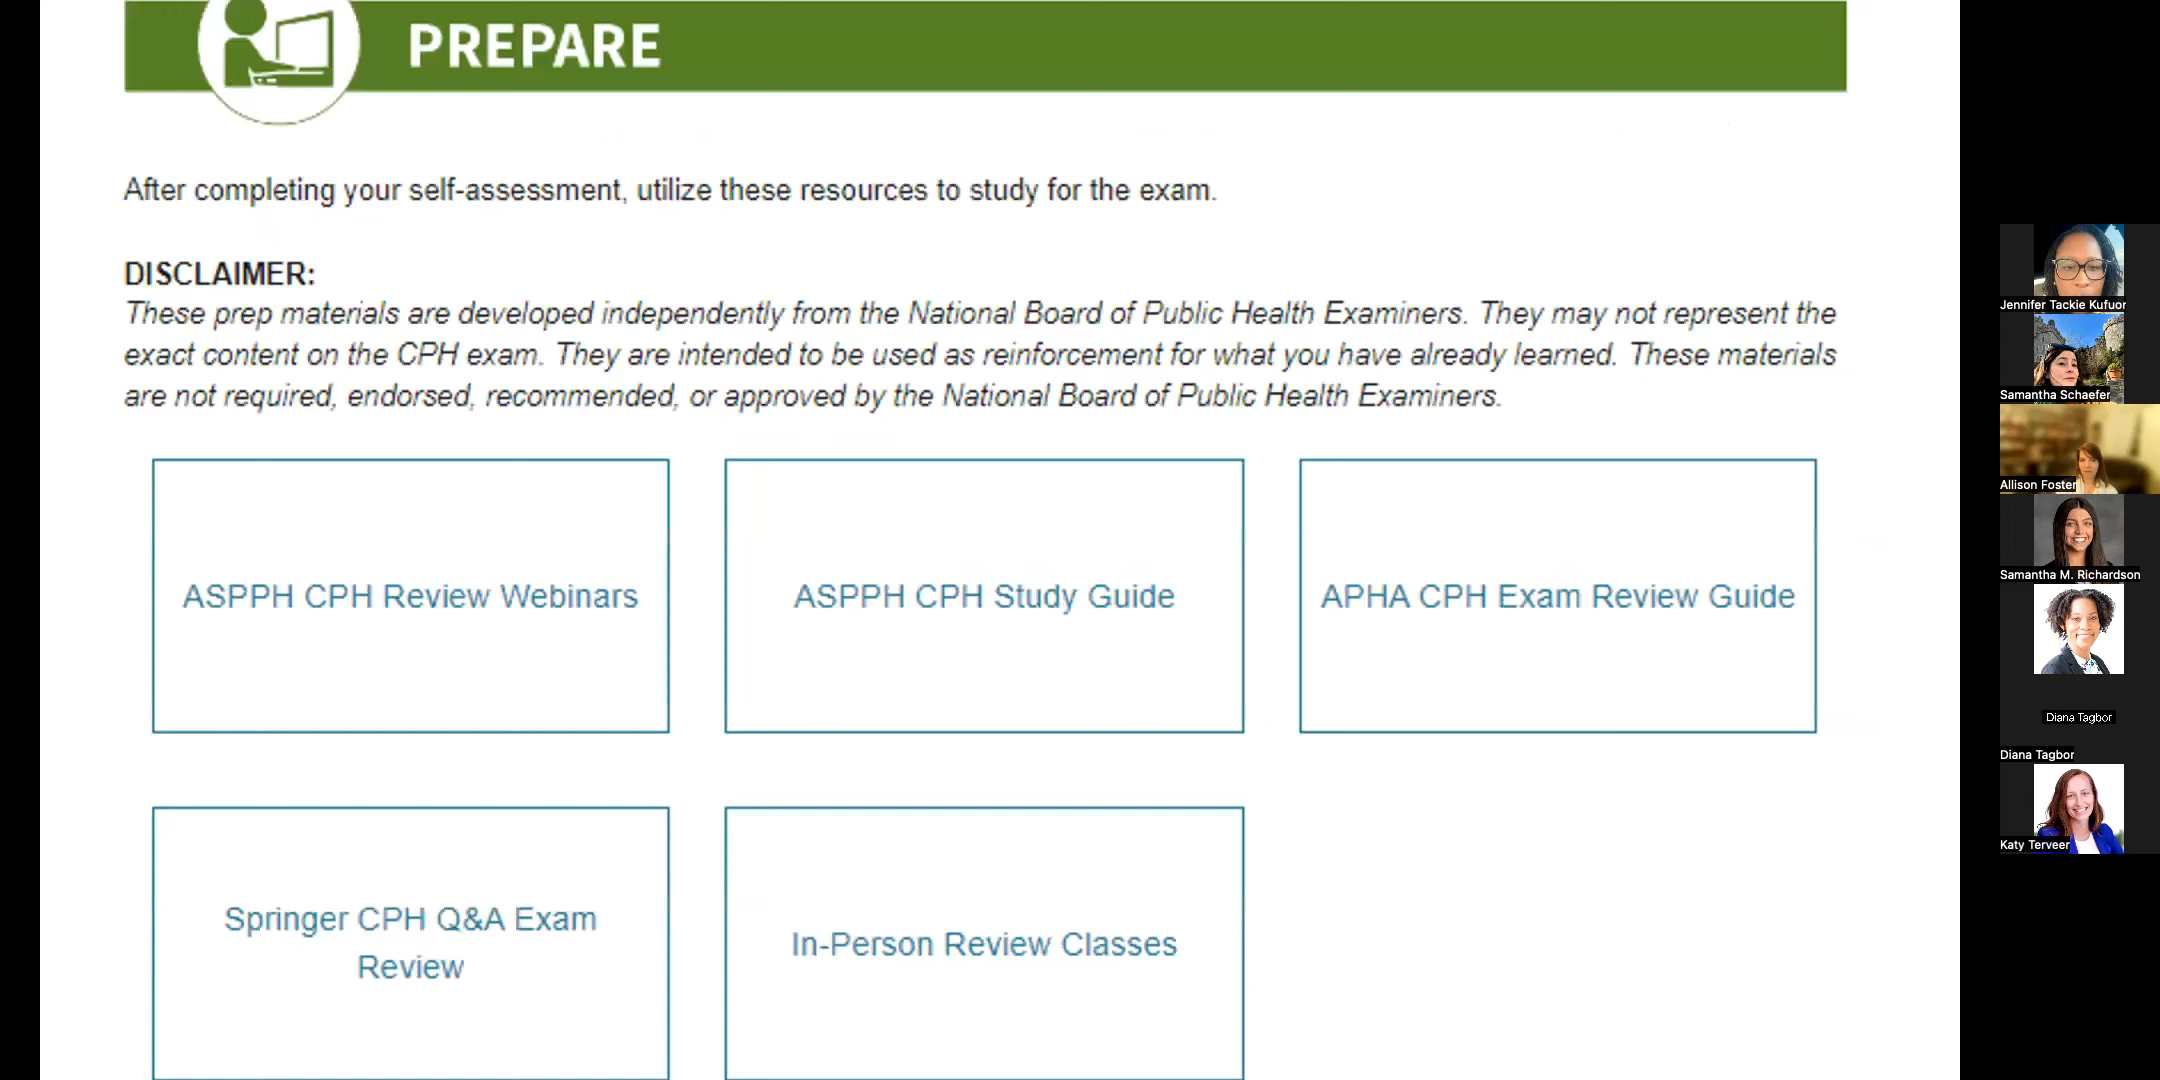 PREPARE
After completing your self-assessment, utilize these resources to study for the exam.
DISCLAIMER:
These prep materials are developed independently from the National Board of Public Health Examiners. They may not represent the
exact content on the CPH exam. They are intended to be used as reinforcement for what you have already learned. These materials
are not required, endorsed, recommended, or approved by the National Board of Public Health Examiners.
ASPPH CPH Review Webinars
ASPPH CPH Study Guide
APHA CPH Exam Review Guide
Springer CPH Q&A Exam
Review
In-Person Review Classes
Jennifer Tackie Kufuor
Samantha Schaefer
Allison Foster
Samantha M. Richardson
Diana Tagbor
Diana Tagbor
Katy Terveer